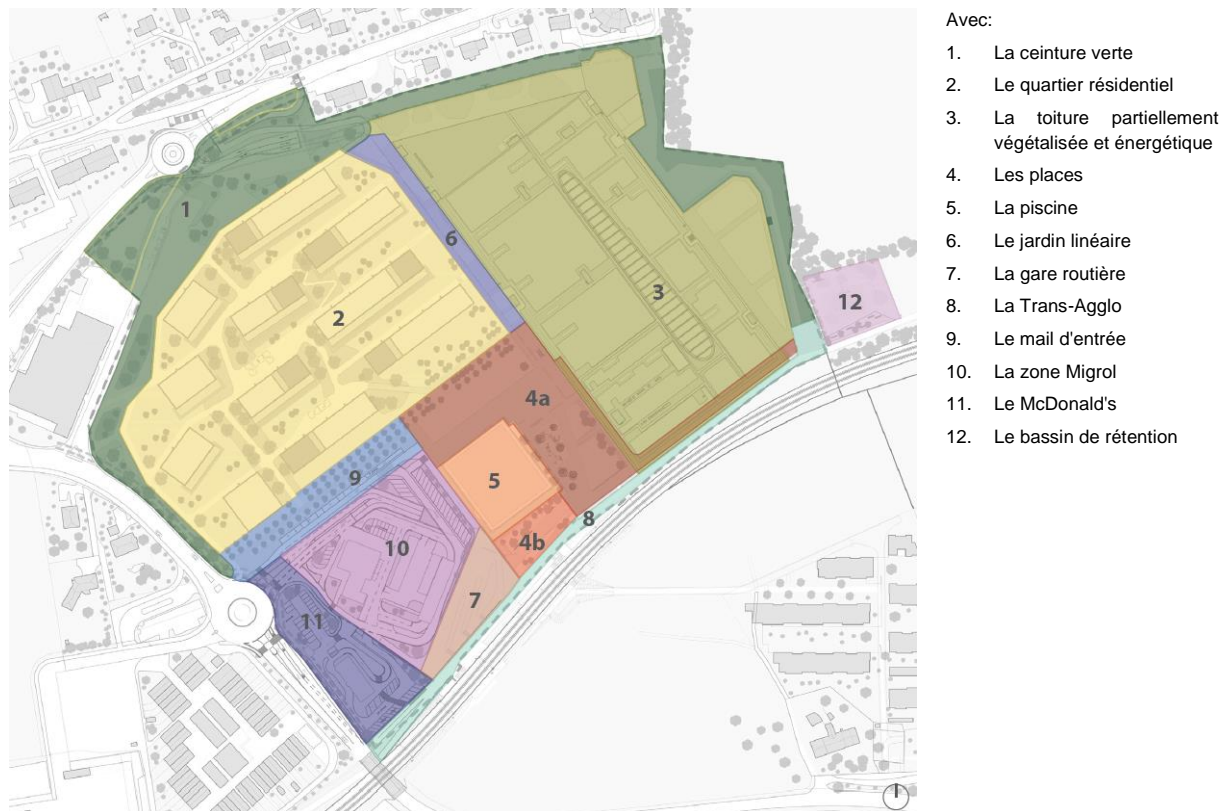 Avec:
1. La ceinture verte
2. Le quartier résidentiel
3. La toiture partiellement
végétalisée et énergétique
4. Les places
5. La piscine
6. Le jardin linéaire
7. La gare routière
8. La Trans-Agglo
9. Le mail d'entrée
10. La zone Migrol
11. Le McDonald's
12. Le bassin de rétention
1
6
2
3
12
4a
9
5
8
10
4b
7
11